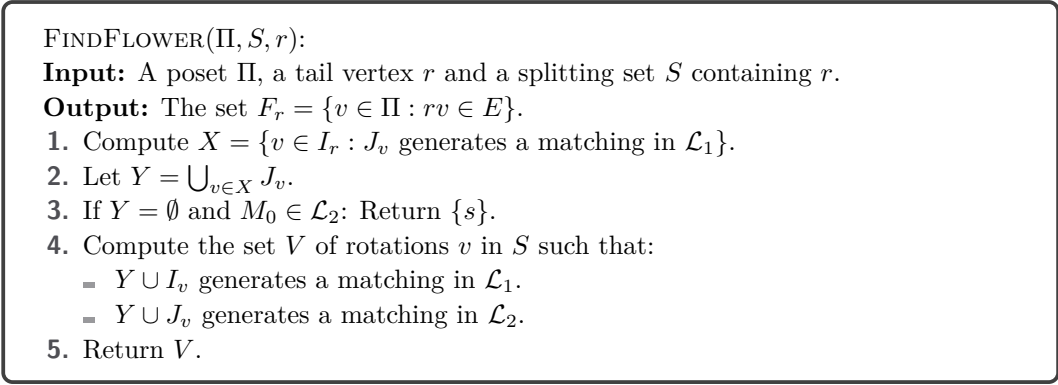 FINDFLOWER(Π, S, r):
Input: A poset Π, a tail vertex r and a splitting set S containing r.
Output: The set F_r = {v ∈ Π : rv ∈ E}.
1. Compute X = {v ∈ I_r : J_v generates a matching in ℒ_1}.
2. Let Y = ⋃_{v∈X} J_v.
3. If Y = ∅ and M_0 ∈ ℒ_2: Return {s}.
4. Compute the set V of rotations v in S such that:
Y ∪ I_v generates a matching in ℒ_1.
Y ∪ J_v generates a matching in ℒ_2.
5. Return V.